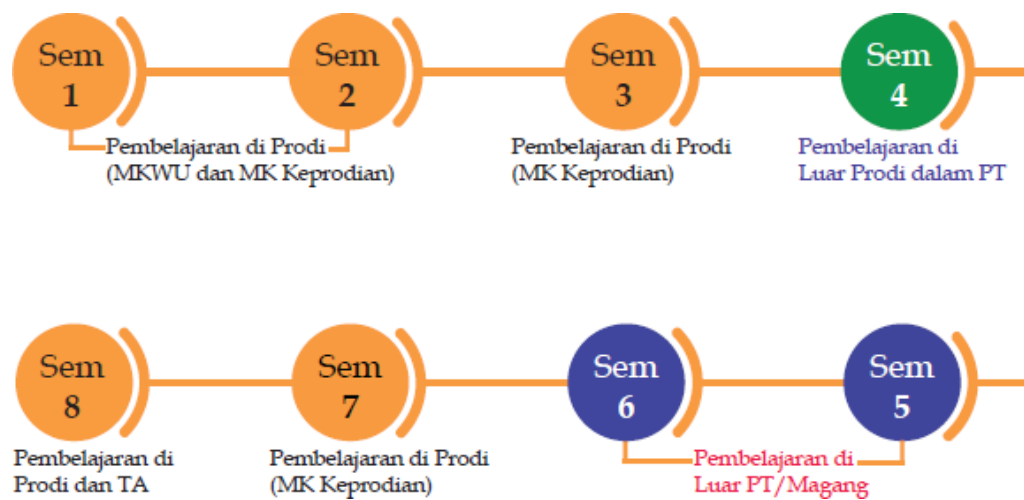 Sem
1
Sem
2
Sem
3
Sem
4
Pembelajaran di Prodi
(MKWU dan MK Keprodian)
Pembelajaran di Prodi
(MK Keprodian)
Pembelajaran di
Luar Prodi dalam PT
Sem
8
Sem
7
Sem
6
Sem
5
Pembelajaran di
Prodi dan TA
Pembelajaran di Prodi
(MK Keprodian)
Pembelajaran di
Luar PT/Magang